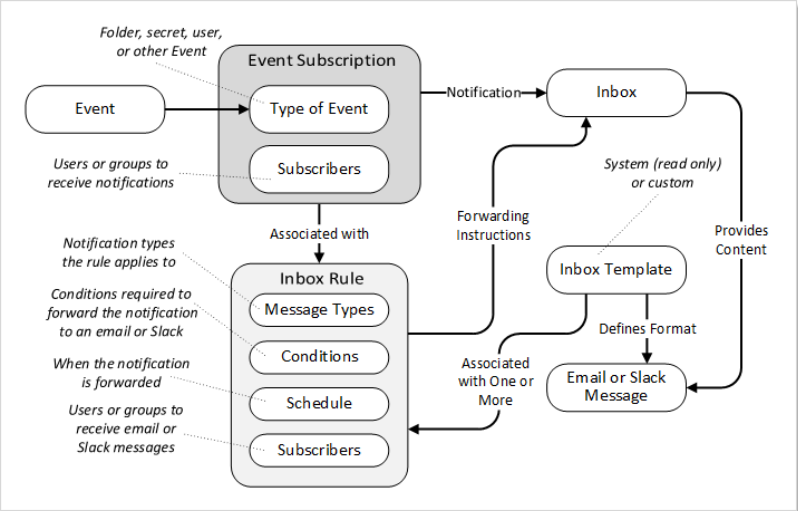 Folder, secret, user,
or other Event
Event Subscription
Event
Type of Event
Notification
Inbox
Users or groups to
receive notifications
Subscribers
System (read only)
or custom
Associated with
Forwarding
Instructions
Provides
Content
Notification types
the rule applies to
Inbox Rule
Message Types
Inbox Template
Conditions required to
forward the notification
to an email or Slack
Conditions
Defines Format
When the notification
is forwarded
Schedule
Associated
with One or
More
Email or Slack
Message
Users or groups to
receive email or
Slack messages
Subscribers